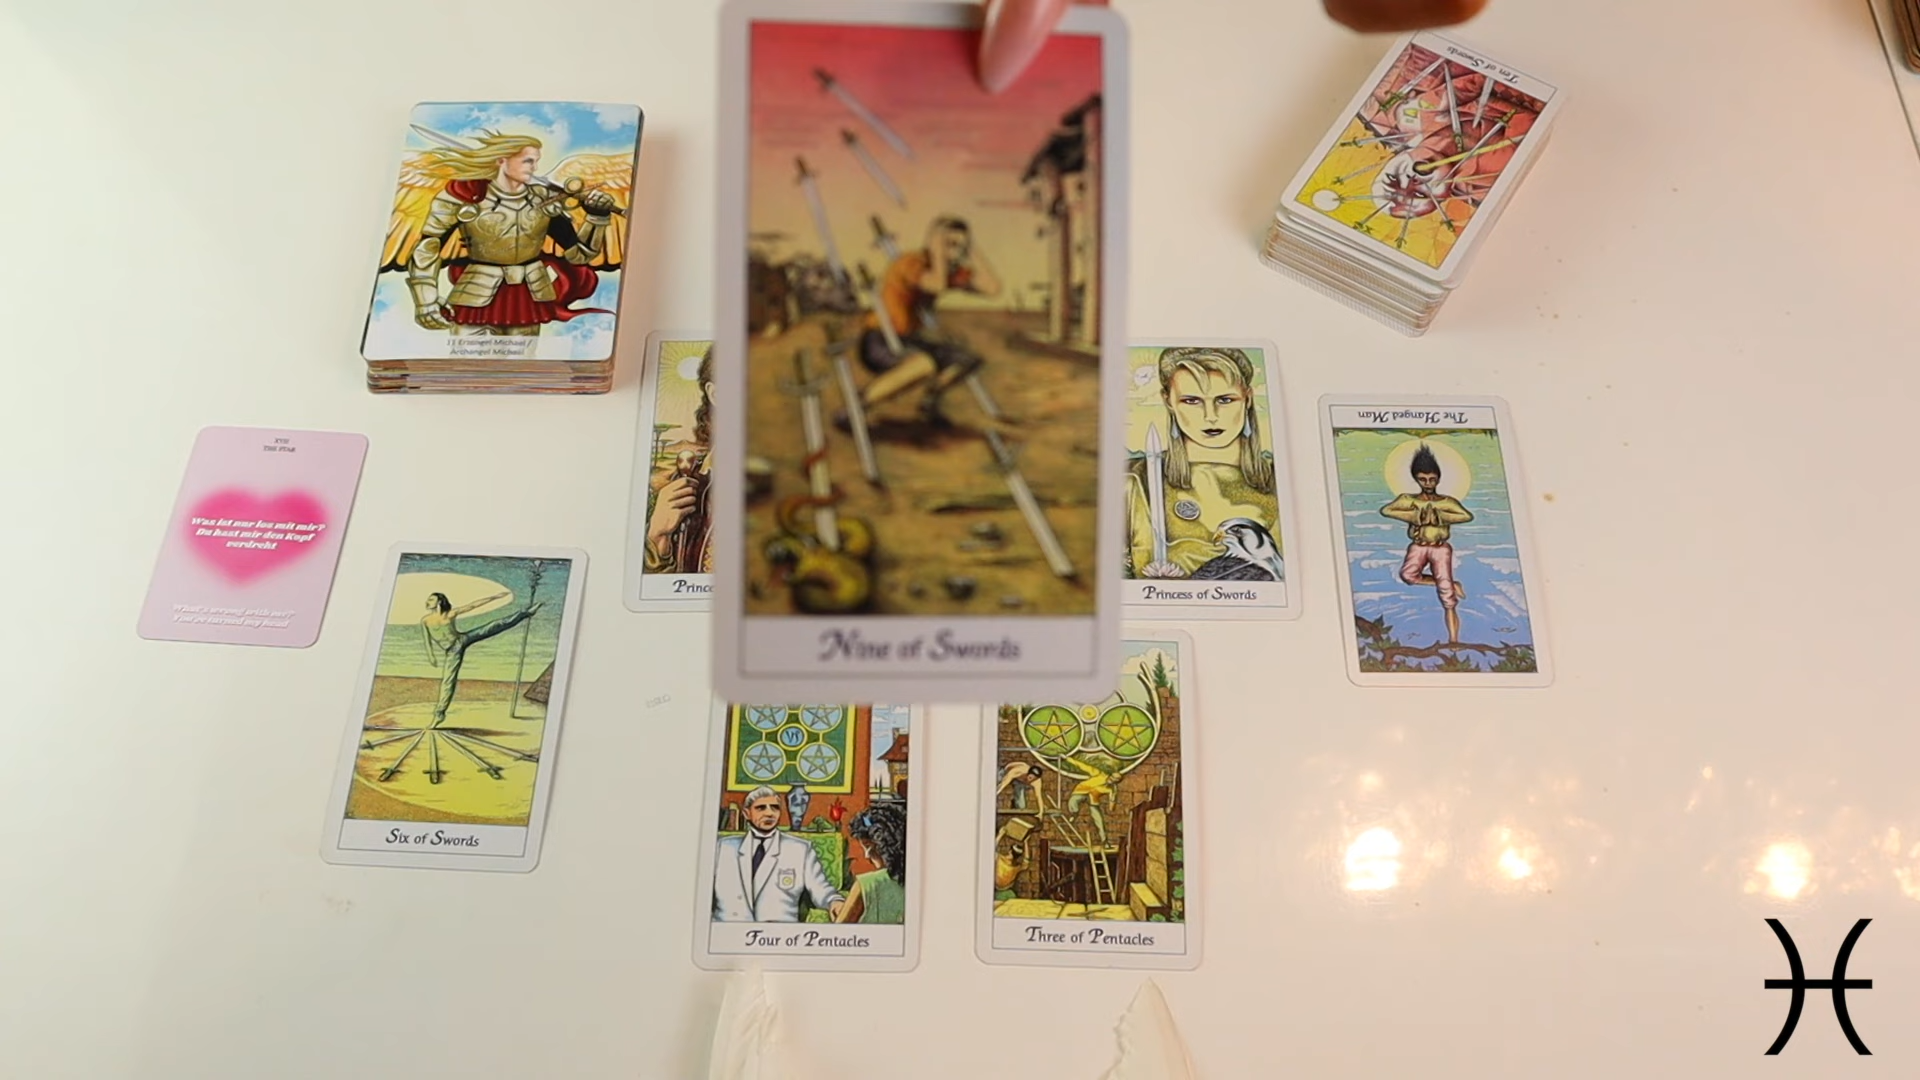 Ten of Swords
11 Erzengel Michael /
Archangel Michael
The Hanged Man
XVII
THE STAR
Was ist nur los mit mir?
Du hast mir den Kopf
verdreht
What's wrong with me?
You've turned my head
Princess of Swords
Nine of Swords
Six of Swords
Four of Pentacles
Three of Pentacles